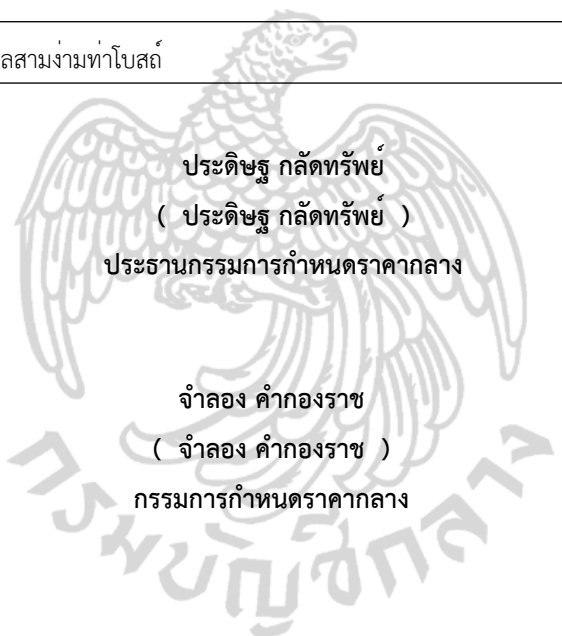 ลสามง่ามท่าโบสถ์
ประดิษฐ กลัดทรัพย์
( ประดิษฐ กลัดทรัพย์ )
ประธานกรรมการกำหนดราคากลาง
จำลอง คำกองราช
( จำลอง คำกองราช )
กรรมการกำหนดราคากลาง
กรมบัญชีกลาง